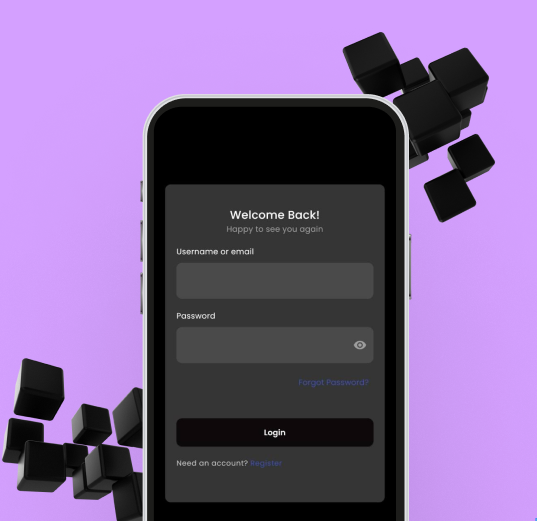 Welcome Back!
Happy to see you again
Username or email
Password
Forgot Password?
Login
Need an account? Register